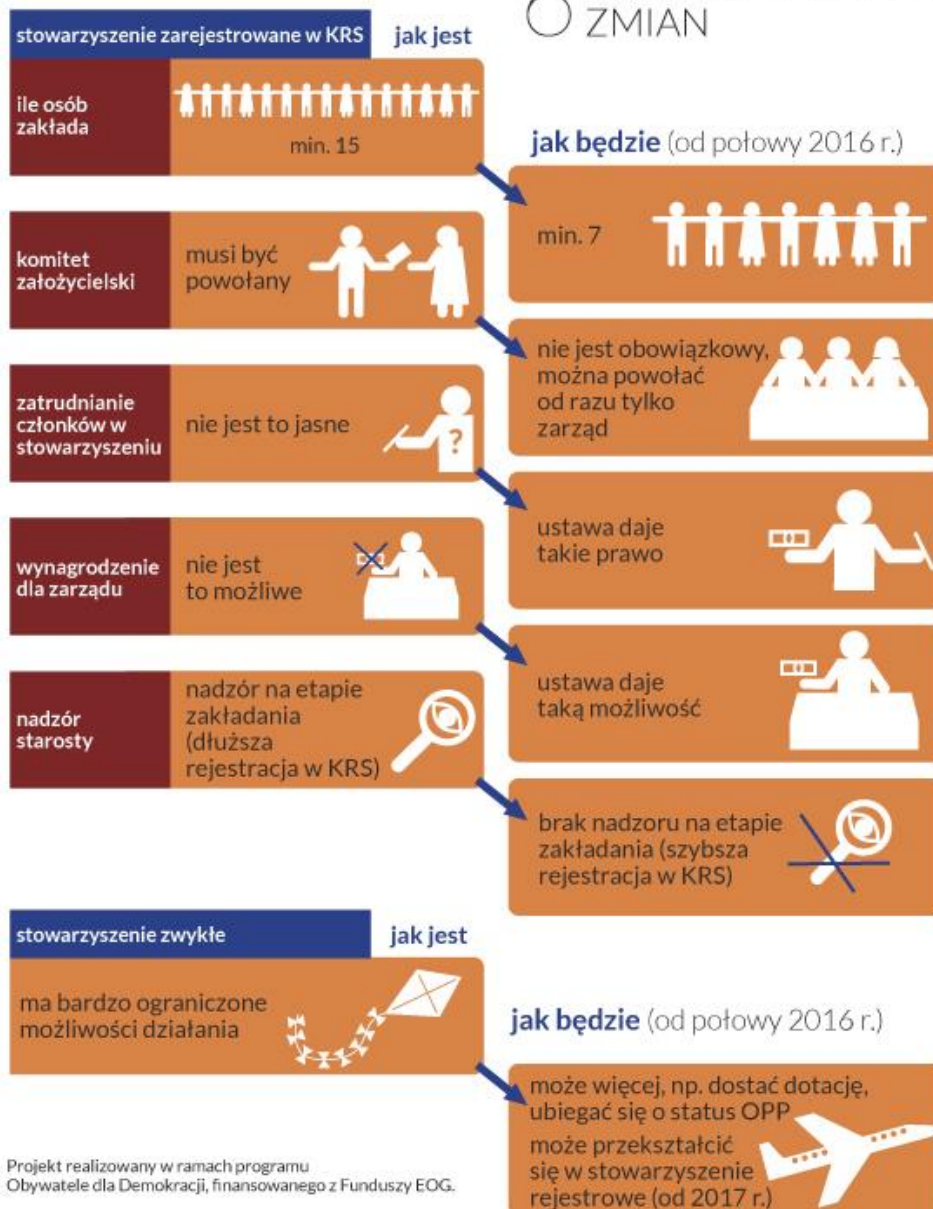 O ZMIAN
stowarzyszenie zarejestrowane w KRS
jak jest
jak będzie (od połowy 2016 r.)
ile osób
zakłada
min. 15
min. 7
komitet
założycielski
musi być
powołany
nie jest obowiązkowy,
można powołać
od razu tylko
zarząd
zatrudnianie
członków w
stowarzyszeniu
nie jest to jasne
?
ustawa daje
takie prawo
wynagrodzenie
dla zarządu
nie jest
to możliwe
ustawa daje
taką możliwość
nadzór
starosty
nadzór na etapie
zakładania
(dłuższa
rejestracja w KRS)
brak nadzoru na etapie
zakładania (szybsza
rejestracja w KRS)
stowarzyszenie zwykłe
jak jest
ma bardzo ograniczone
możliwości działania
jak będzie (od połowy 2016 r.)
może więcej, np. dostać dotację,
ubiegać się o status OPP
może przekształcić
się w stowarzyszenie
rejestrowe (od 2017 r.)
Projekt realizowany w ramach programu
Obywatele dla Demokracji, finansowanego z Funduszy EOG.